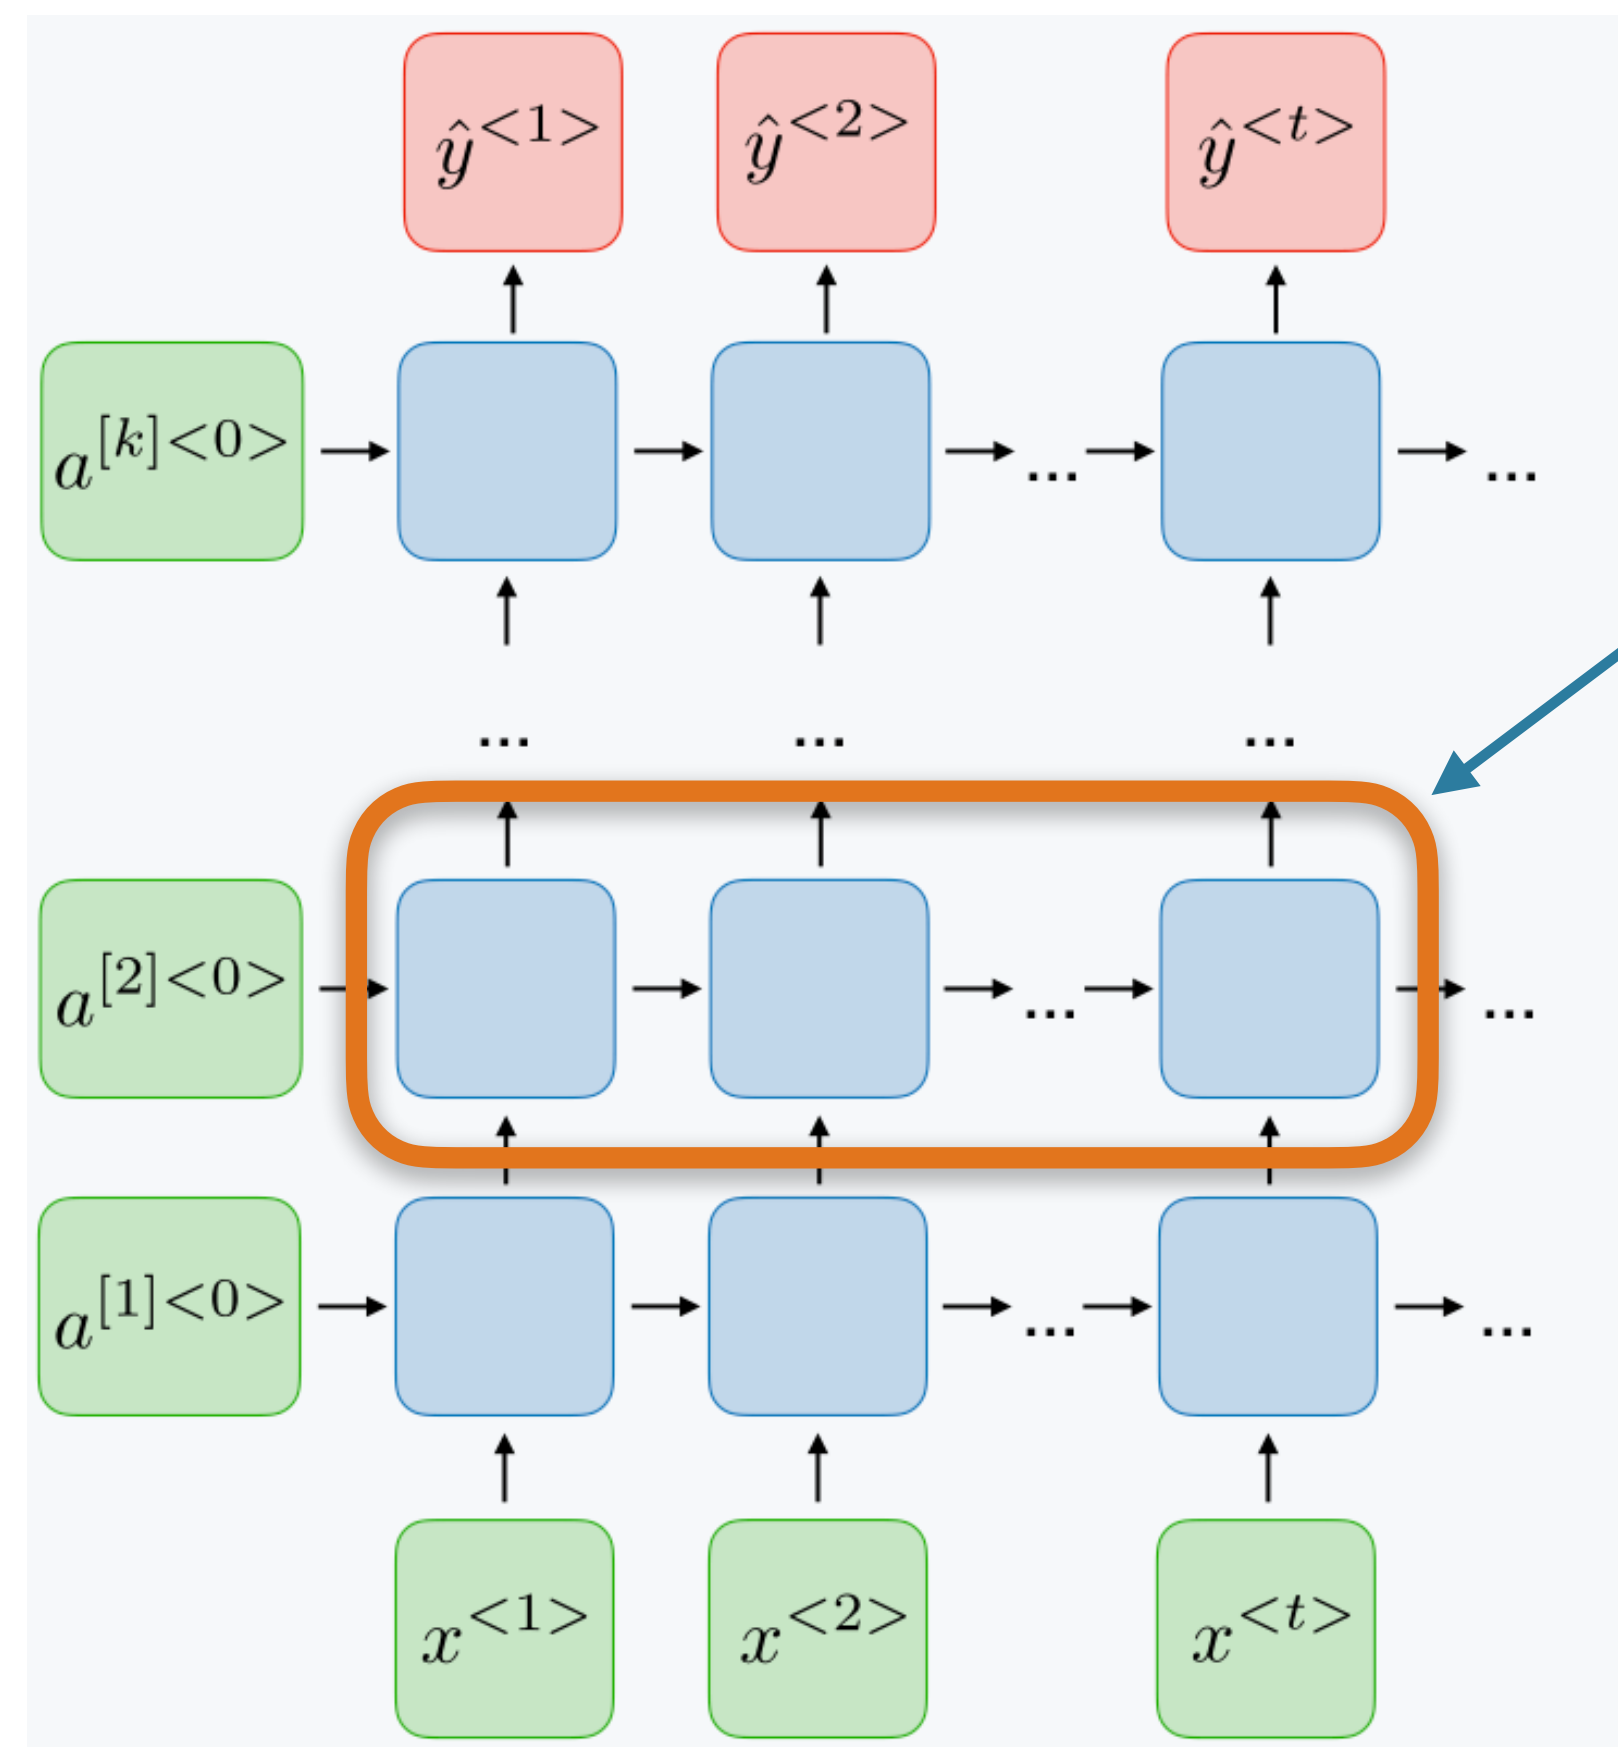 ŷ<1> ŷ<2> ŷ<t>
a[k]<0> ... ...
... ... ...
a[2]<0> ... ...
a[1]<0> ... ...
x<1> x<2> x<t>